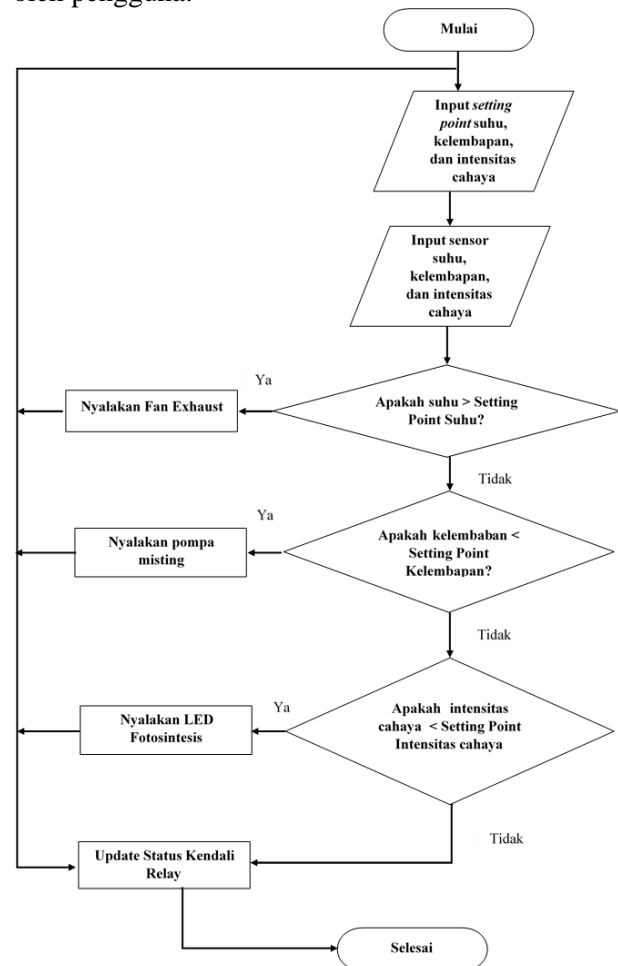 oleh pengguna.
Mulai
Input setting
point suhu,
kelembapan,
dan intensitas
cahaya
Input sensor
suhu,
kelembapan,
dan intensitas
cahaya
Ya
Nyalakan Fan Exhaust
Apakah suhu > Setting
Point Suhu?
Tidak
Ya
Nyalakan pompa
misting
Apakah kelembaban <
Setting Point
Kelembapan?
Tidak
Ya
Nyalakan LED
Fotosintesis
Apakah intensitas
cahaya < Setting Point
Intensitas cahaya
Tidak
Update Status Kendali
Relay
Selesai